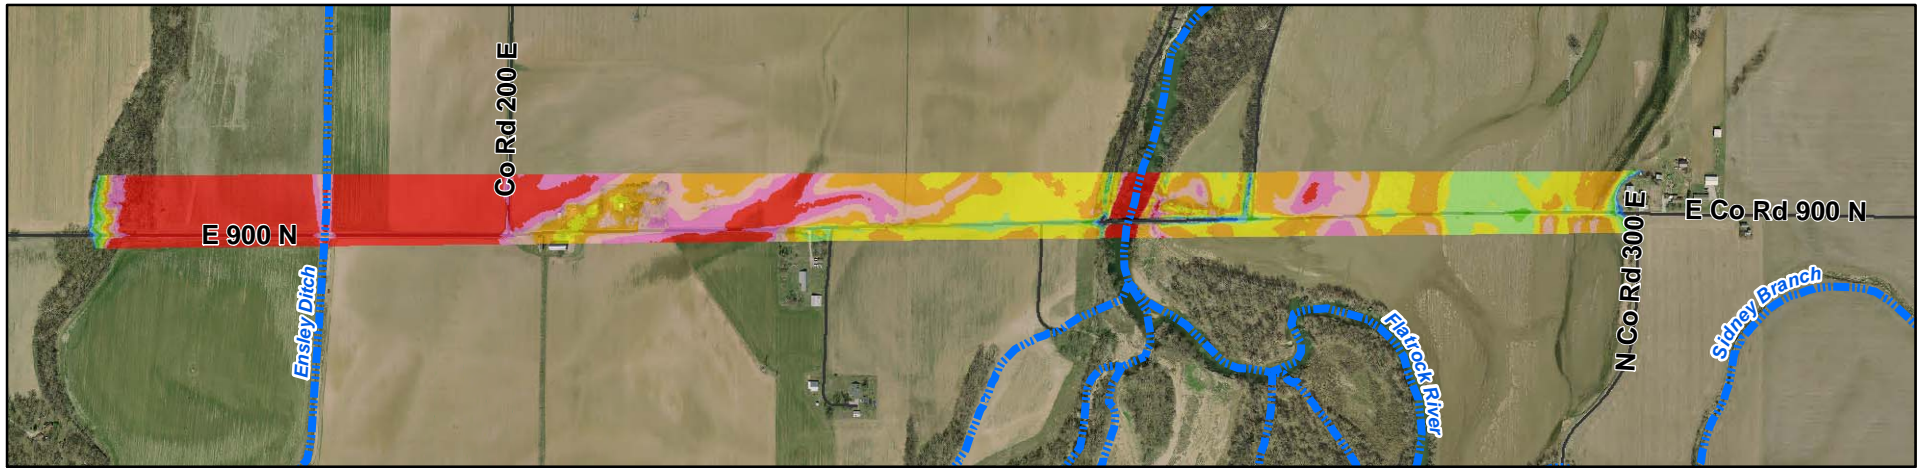 Co Rd 200 E
E 900 N
E Co Rd 900 N
N Co Rd 300 E
Ensley Ditch
Sidney Branch
Flatrock River